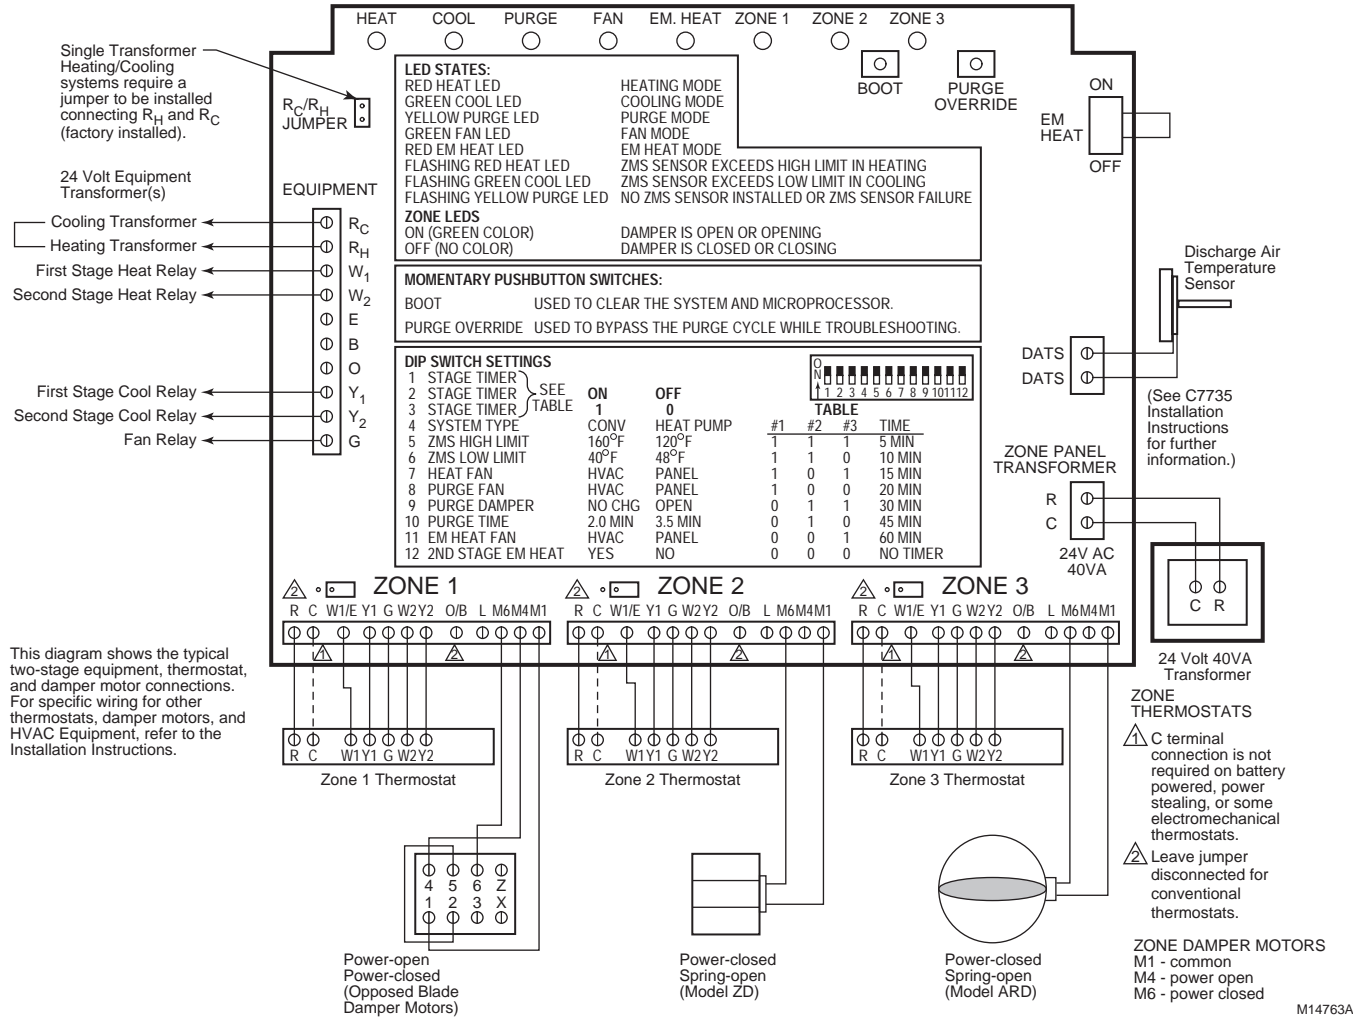 HEAT COOL PURGE FAN EM. HEAT ZONE 1 ZONE 2 ZONE 3
BOOT
PURGE
OVERRIDE
ON
EM
HEAT
OFF
Single Transformer
Heating/Cooling
systems require a
jumper to be installed
connecting RH and RC
(factory installed).
RC/RH
JUMPER
24 Volt Equipment
Transformer(s)
EQUIPMENT
Cooling Transformer RC
Heating Transformer RH
First Stage Heat Relay W1
Second Stage Heat Relay W2
E
B
O
First Stage Cool Relay Y1
Second Stage Cool Relay Y2
Fan Relay G
LED STATES:
RED HEAT LED HEATING MODE
GREEN COOL LED COOLING MODE
YELLOW PURGE LED PURGE MODE
GREEN FAN LED FAN MODE
RED EM HEAT LED EM HEAT MODE
FLASHING RED HEAT LED ZMS SENSOR EXCEEDS HIGH LIMIT IN HEATING
FLASHING GREEN COOL LED ZMS SENSOR EXCEEDS LOW LIMIT IN COOLING
FLASHING YELLOW PURGE LED NO ZMS SENSOR INSTALLED OR ZMS SENSOR FAILURE
ZONE LEDS
ON (GREEN COLOR) DAMPER IS OPEN OR OPENING
OFF (NO COLOR) DAMPER IS CLOSED OR CLOSING
MOMENTARY PUSHBUTTON SWITCHES:
BOOT USED TO CLEAR THE SYSTEM AND MICROPROCESSOR.
PURGE OVERRIDE USED TO BYPASS THE PURGE CYCLE WHILE TROUBLESHOOTING.
DIP SWITCH SETTINGS
1 STAGE TIMER
2 STAGE TIMER SEE ON OFF
3 STAGE TIMER TABLE 1 0
4 SYSTEM TYPE CONV HEAT PUMP
5 ZMS HIGH LIMIT 160°F 120°F
6 ZMS LOW LIMIT 40°F 48°F
7 HEAT FAN HVAC PANEL
8 PURGE FAN HVAC PANEL
9 PURGE DAMPER NO CHG OPEN
10 PURGE TIME 2.0 MIN 3.5 MIN
11 EM HEAT FAN HVAC PANEL
12 2ND STAGE EM HEAT YES NO
ON
1 2 3 4 5 6 7 8 9 10 11 12
TABLE
#1 #2 #3 TIME
1 1 1 5 MIN
1 1 0 10 MIN
1 0 1 15 MIN
1 0 0 20 MIN
0 1 1 30 MIN
0 1 0 45 MIN
0 0 1 60 MIN
0 0 0 NO TIMER
Discharge Air
Temperature
Sensor
DATS
DATS
(See C7735
Installation
Instructions
for further
information.)
ZONE PANEL
TRANSFORMER
R
C
24V AC
40VA
C R
24 Volt 40VA
Transformer
2 ZONE 1
R C W1/E Y1 G W2 Y2 O/B L M6 M4 M1
1 2
2 ZONE 2
R C W1/E Y1 G W2 Y2 O/B L M6 M4 M1
1 2
2 ZONE 3
R C W1/E Y1 G W2 Y2 O/B L M6 M4 M1
1 2
This diagram shows the typical
two-stage equipment, thermostat,
and damper motor connections.
For specific wiring for other
thermostats, damper motors, and
HVAC Equipment, refer to the
Installation Instructions.
R C W1 Y1 G W2 Y2
Zone 1 Thermostat
R C W1 Y1 G W2 Y2
Zone 2 Thermostat
R C W1 Y1 G W2 Y2
Zone 3 Thermostat
ZONE
THERMOSTATS
1 C terminal
connection is not
required on battery
powered, power
stealing, or some
electromechanical
thermostats.
2 Leave jumper
disconnected for
conventional
thermostats.
4 5 6 Z
1 2 3 X
Power-open
Power-closed
(Opposed Blade
Damper Motors)
Power-closed
Spring-open
(Model ZD)
Power-closed
Spring-open
(Model ARD)
ZONE DAMPER MOTORS
M1 - common
M4 - power open
M6 - power closed
M14763A